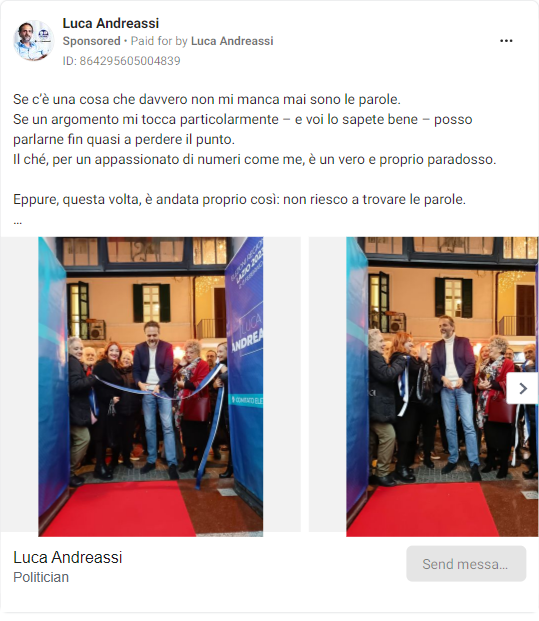 Luca Andreassi
Sponsored • Paid for by Luca Andreassi
ID: 864295605004839
Se c'è una cosa che davvero non mi manca mai sono le parole.
Se un argomento mi tocca particolarmente – e voi lo sapete bene – posso
parlarne fin quasi a perdere il punto.
Il ché, per un appassionato di numeri come me, è un vero e proprio paradosso.
Eppure, questa volta, è andata proprio così: non riesco a trovare le parole.
...
LUCA
ANDREA
Luca Andreassi
Politician
Send messa...